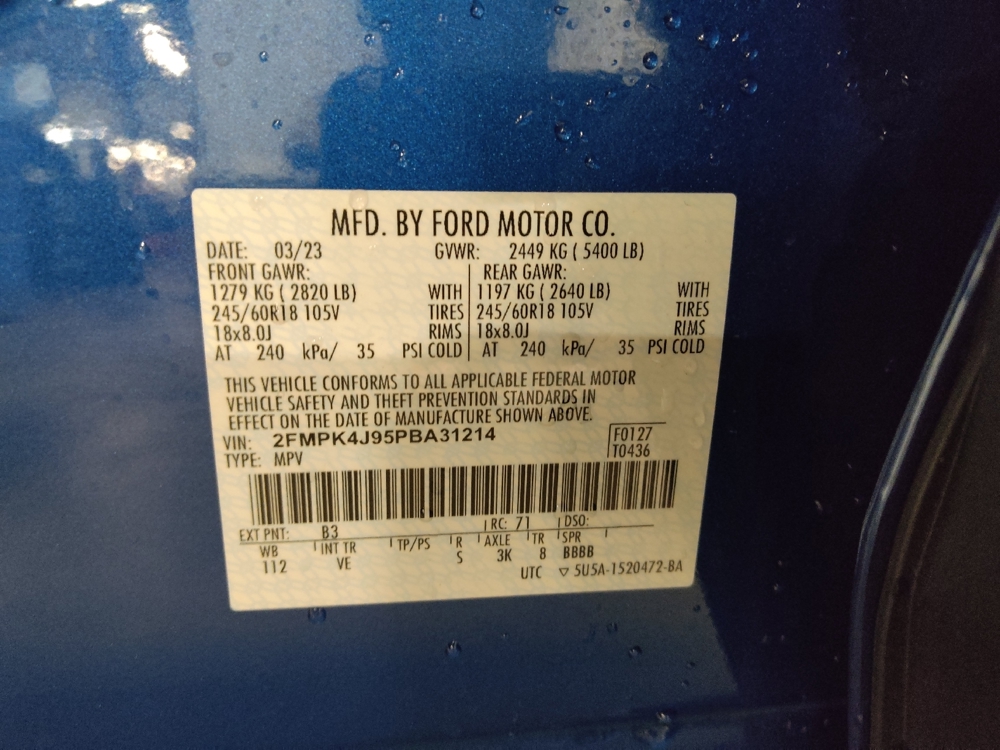 MFD. BY FORD MOTOR CO.
DATE: 03/23 GVWR: 2449 KG ( 5400 LB)
FRONT GAWR: REAR GAWR:
1279 KG ( 2820 LB) WITH 1197 KG ( 2640 LB) WITH
245/60R18 105V TIRES 245/60R18 105V TIRES
18x8.0J RIMS 18x8.0J RIMS
AT 240 kPa/ 35 PSI COLD AT 240 kPa/ 35 PSI COLD
THIS VEHICLE CONFORMS TO ALL APPLICABLE FEDERAL MOTOR
VEHICLE SAFETY AND THEFT PREVENTION STANDARDS IN
EFFECT ON THE DATE OF MANUFACTURE SHOWN ABOVE.
VIN: 2FMPK4J95PBA31214 F0127
TYPE: MPV T0436
EXT PNT: B3 RC: 71 DSO:
WB INT TR TP/PS R AXLE TR SPR
112 VE S 3K 8 BBBB
UTC ▽ 5U5A-1520472-BA